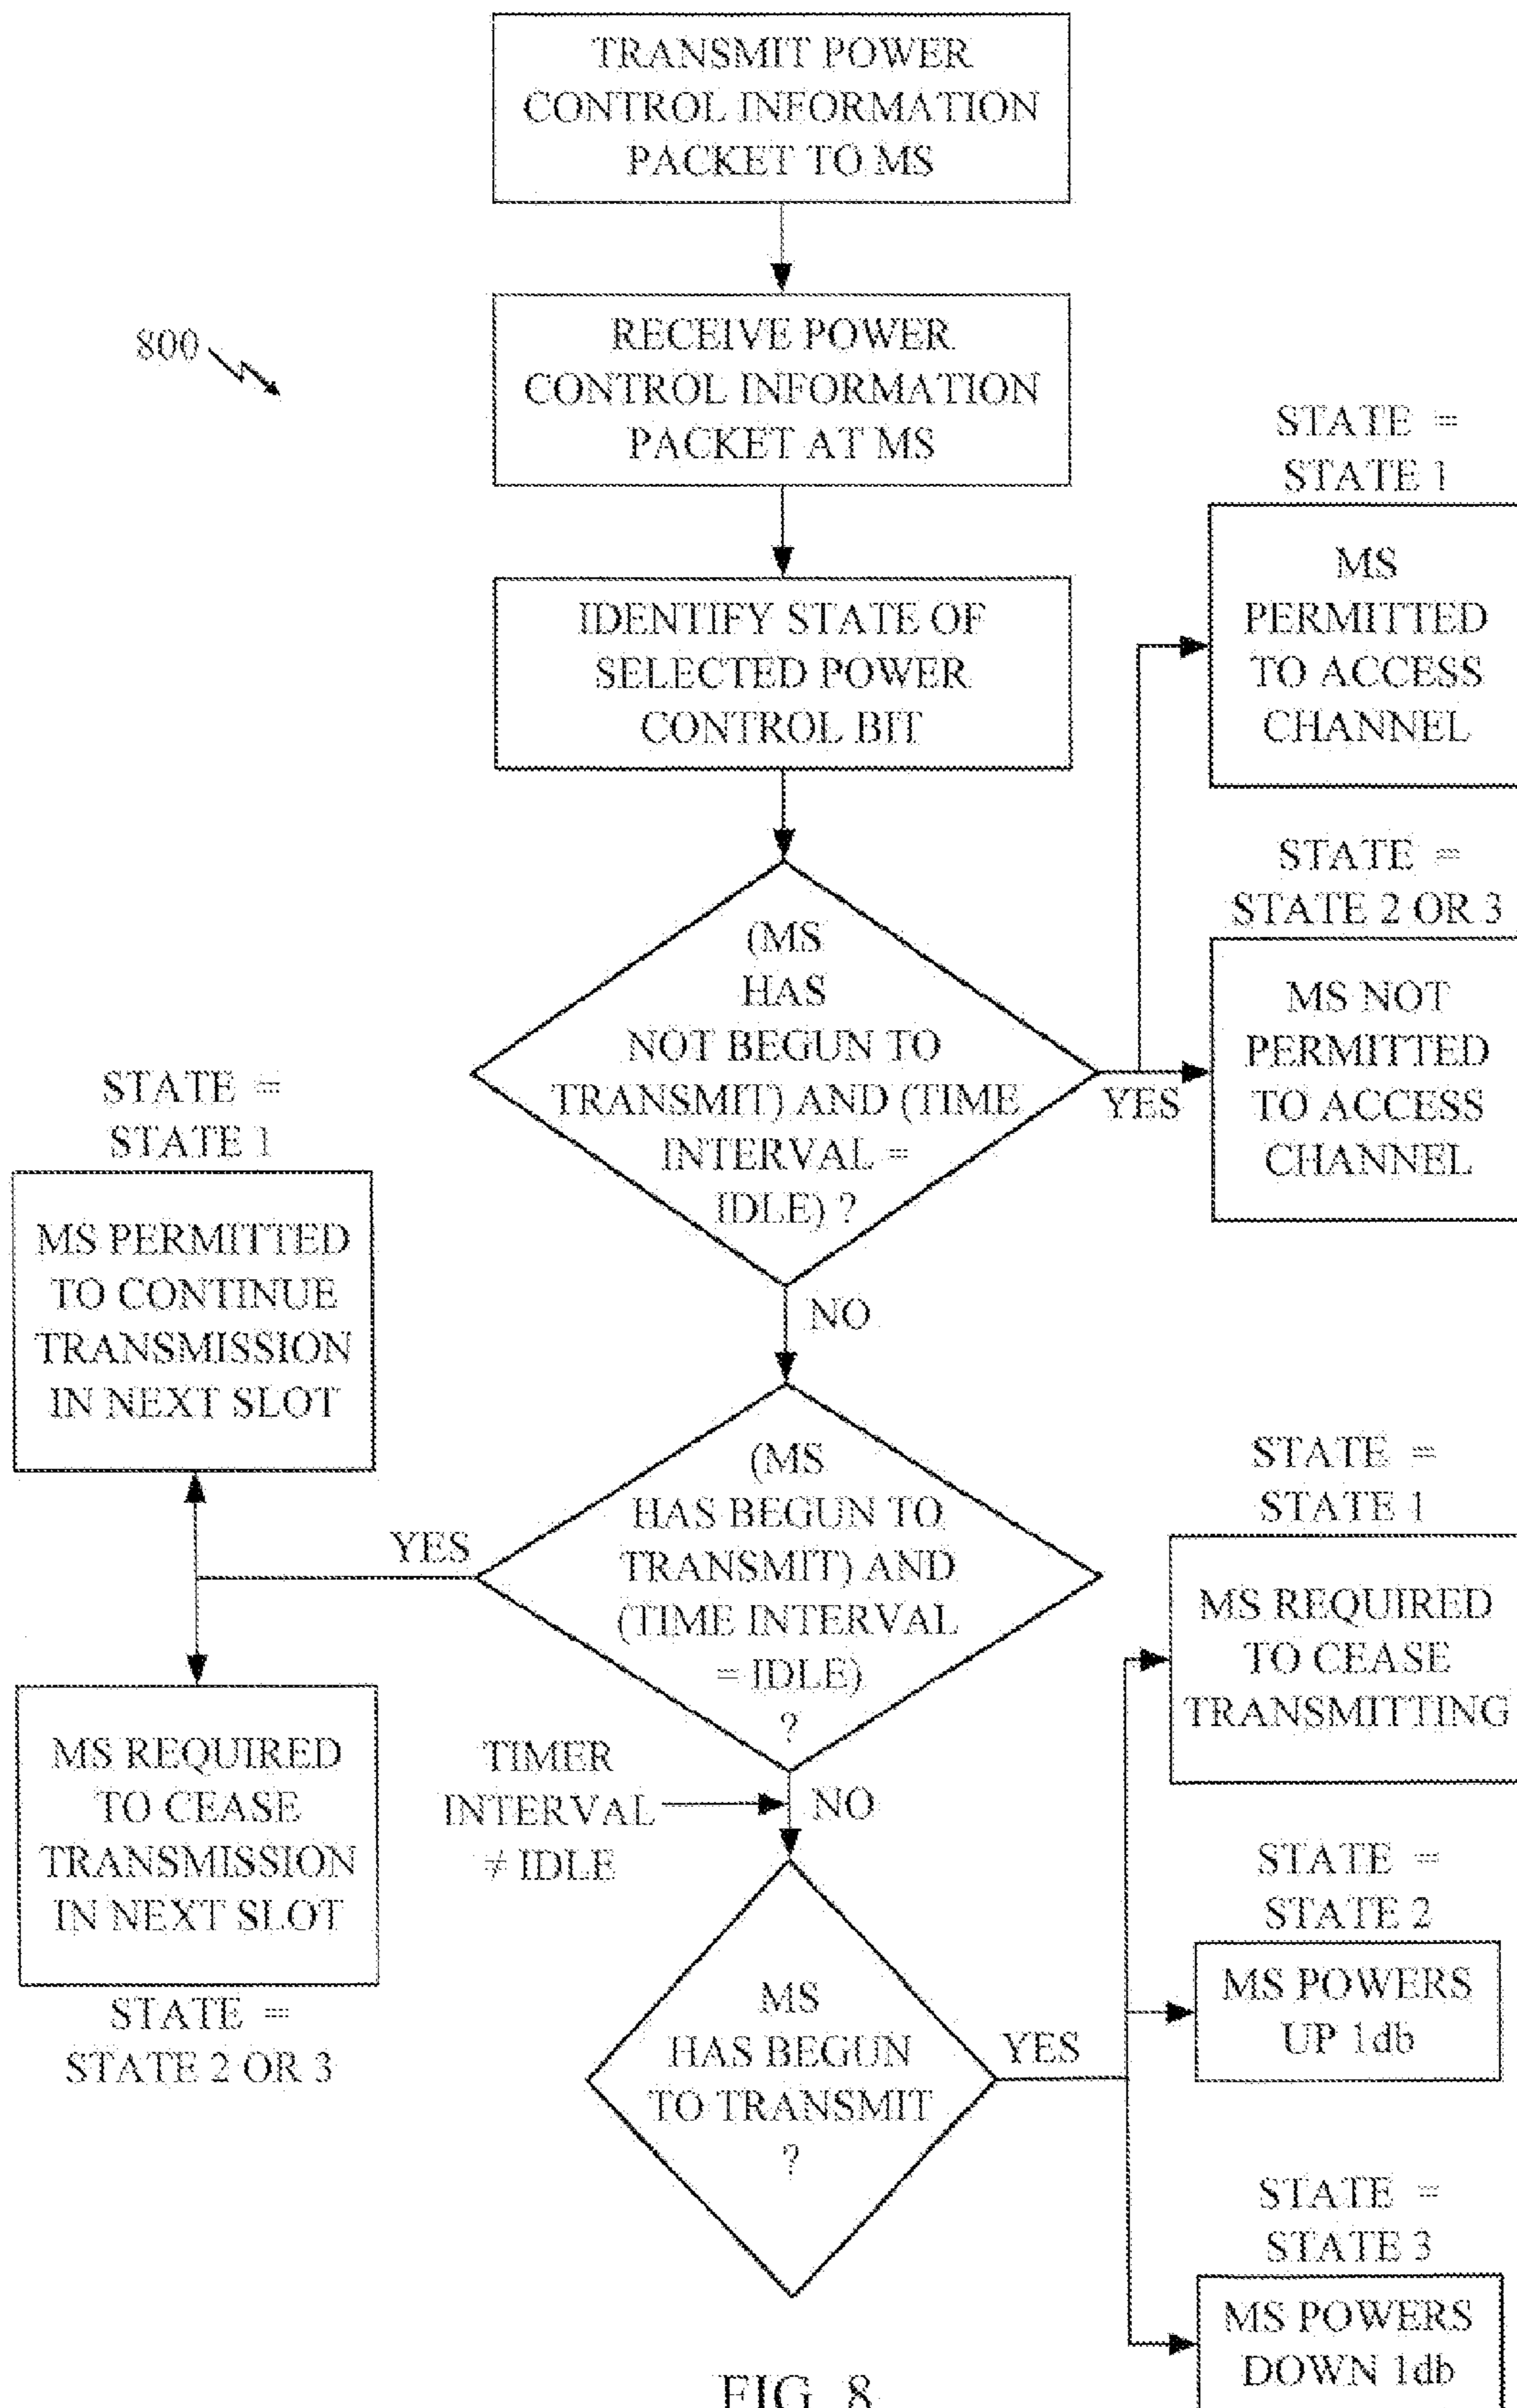 TRANSMIT POWER
CONTROL INFORMATION
PACKET TO MS
800
RECEIVE POWER
CONTROL INFORMATION
PACKET AT MS
IDENTIFY STATE OF
SELECTED POWER
CONTROL BIT
STATE =
STATE 1
MS
PERMITTED
TO ACCESS
CHANNEL
STATE =
STATE 2 OR 3
MS NOT
PERMITTED
TO ACCESS
CHANNEL
(MS
HAS
NOT BEGUN TO
TRANSMIT) AND (TIME
INTERVAL =
IDLE) ?
YES
NO
STATE =
STATE 1
MS PERMITTED
TO CONTINUE
TRANSMISSION
IN NEXT SLOT
(MS
HAS BEGUN TO
TRANSMIT) AND
(TIME INTERVAL
= IDLE)
?
YES
MS REQUIRED
TO CEASE
TRANSMISSION
IN NEXT SLOT
STATE =
STATE 2 OR 3
TIMER
INTERVAL
≠ IDLE
NO
MS
HAS BEGUN
TO TRANSMIT
?
YES
STATE =
STATE 1
MS REQUIRED
TO CEASE
TRANSMITTING
STATE =
STATE 2
MS POWERS
UP 1db
STATE =
STATE 3
MS POWERS
DOWN 1db
FIG. 8